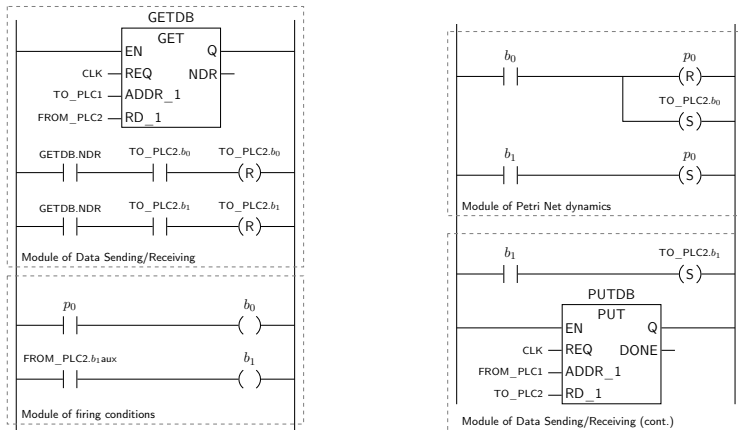 GETDB
GET
EN Q
CLK REQ NDR
TO_PLC1 ADDR_1
FROM_PLC2 RD_1
GETDB.NDR TO_PLC2.b0 TO_PLC2.b0
R
GETDB.NDR TO_PLC2.b1 TO_PLC2.b1
R
Module of Data Sending/Receiving
p0 b0
FROM_PLC2.b1aux b1
Module of firing conditions
b0 p0
R
TO_PLC2.b0
S
b1 p0
S
Module of Petri Net dynamics
b1 TO_PLC2.b1
S
PUTDB
PUT
EN Q
CLK REQ DONE
FROM_PLC1 ADDR_1
TO_PLC2 RD_1
Module of Data Sending/Receiving (cont.)